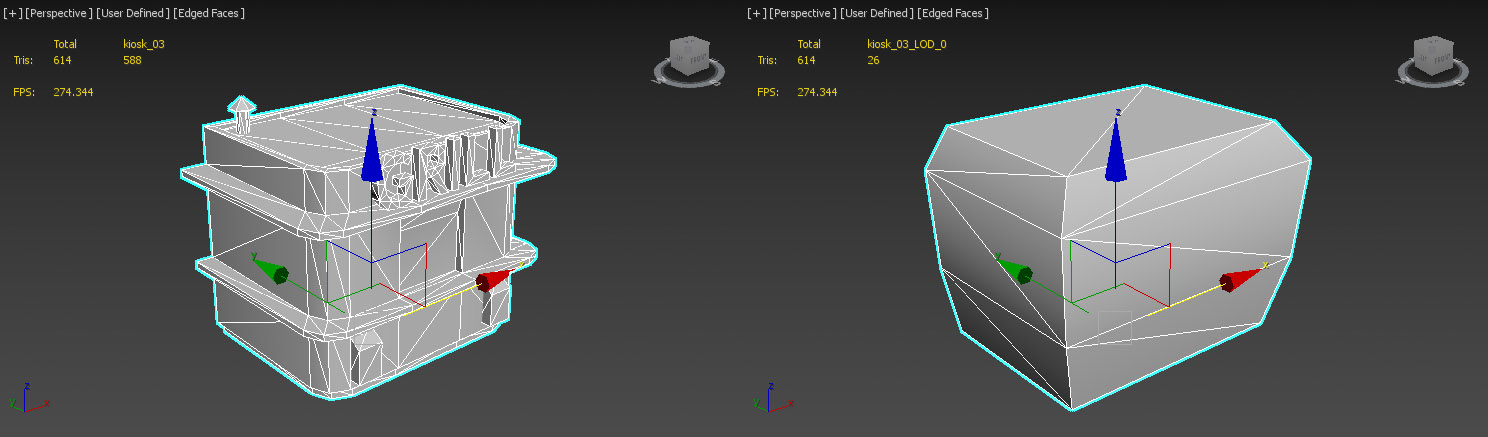 [+] [Perspective ] [User Defined ] [Edged Faces ]
Total kiosk_03
Tris: 614 588
FPS: 274.344
z
y
x
z
y
x
[+] [Perspective ] [User Defined ] [Edged Faces ]
Total kiosk_03_LOD_0
Tris: 614 26
FPS: 274.344
z
y
x
z
y
x